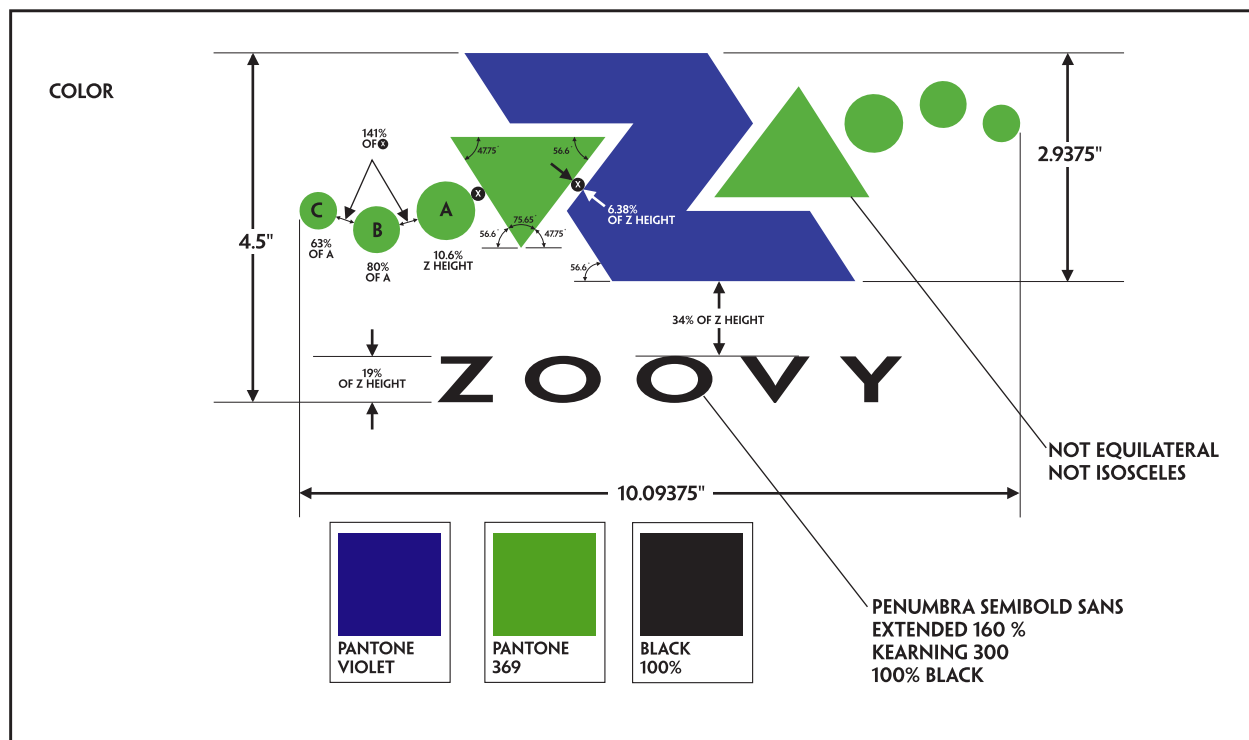 COLOR
141%
OF X
2.9375"
47.75°
56.6°
X
X
C
B
A
6.38%
OF Z HEIGHT
75.65°
56.6°
47.75°
4.5"
63%
OF A
80%
OF A
10.6%
Z HEIGHT
56.6°
34% OF Z HEIGHT
19%
OF Z HEIGHT
ZOOVY
NOT EQUILATERAL
NOT ISOSCELES
10.09375"
PANTONE
VIOLET
PANTONE
369
BLACK
100%
PENUMBRA SEMIBOLD SANS
EXTENDED 160 %
KEARNING 300
100% BLACK